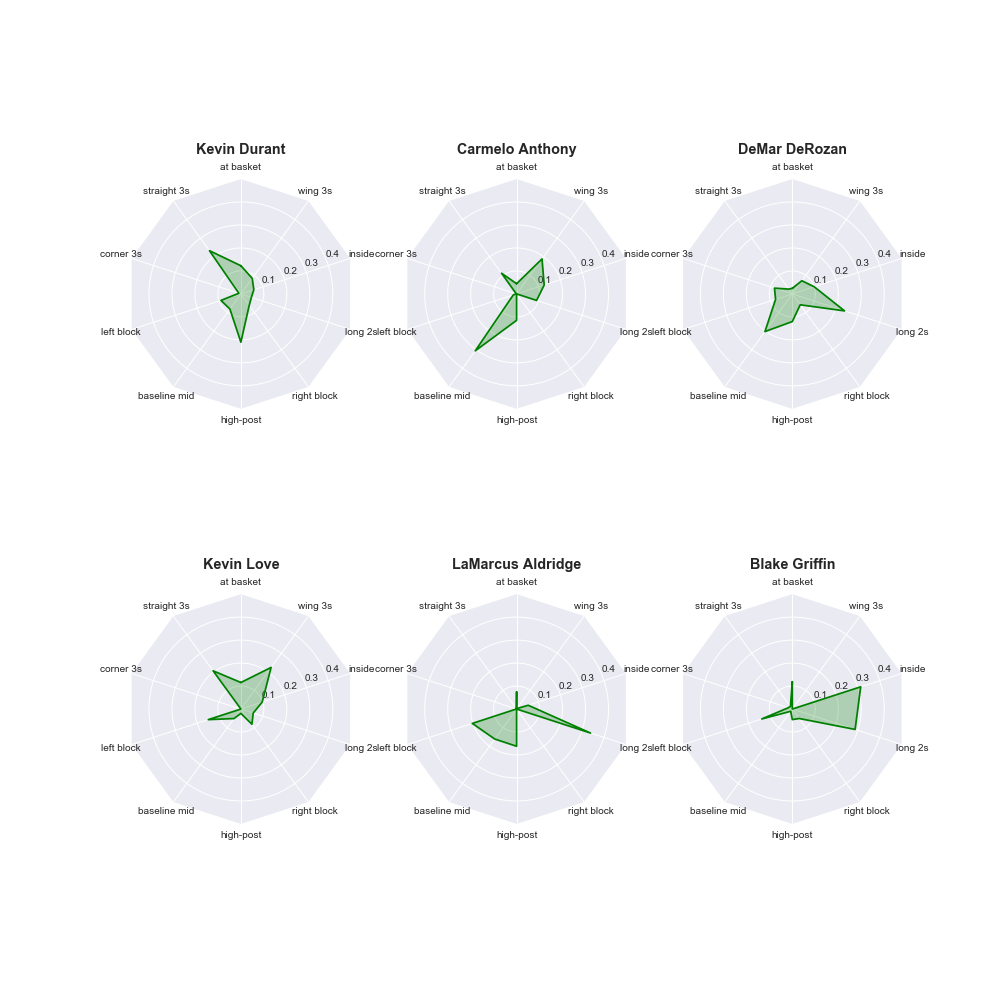 Kevin Durant
at basket
straight 3s
wing 3s
corner 3s
0.1
0.2
0.3
0.4
inside
left block
long 2s
baseline mid
right block
high-post
Carmelo Anthony
at basket
straight 3s
wing 3s
corner 3s
0.1
0.2
0.3
0.4
inside
left block
long 2s
baseline mid
right block
high-post
DeMar DeRozan
at basket
straight 3s
wing 3s
corner 3s
0.1
0.2
0.3
0.4
inside
left block
long 2s
baseline mid
right block
high-post
Kevin Love
at basket
straight 3s
wing 3s
corner 3s
0.1
0.2
0.3
0.4
inside
left block
long 2s
baseline mid
right block
high-post
LaMarcus Aldridge
at basket
straight 3s
wing 3s
corner 3s
0.1
0.2
0.3
0.4
inside
left block
long 2s
baseline mid
right block
high-post
Blake Griffin
at basket
straight 3s
wing 3s
corner 3s
0.1
0.2
0.3
0.4
inside
left block
long 2s
baseline mid
right block
high-post